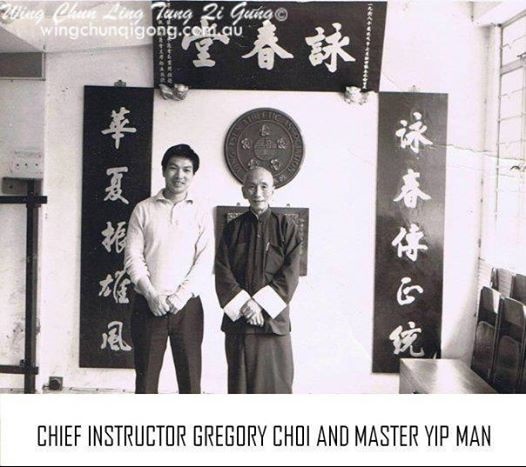 Wing Chun Ling Tung Qi Gung©
wingchunqigong.com.au
詠春堂
詠春傳正統
華夏振雄風
CHIEF INSTRUCTOR GREGORY CHOI AND MASTER YIP MAN